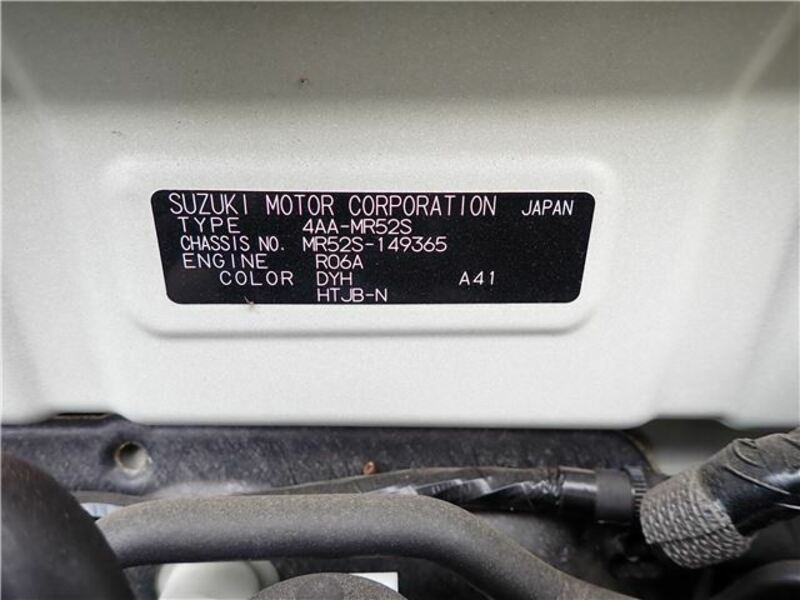 SUZUKI MOTOR CORPORATION JAPAN
TYPE 4AA-MR52S
CHASSIS NO. MR52S-149365
ENGINE R06A
COLOR DYH A41
HTJB-N